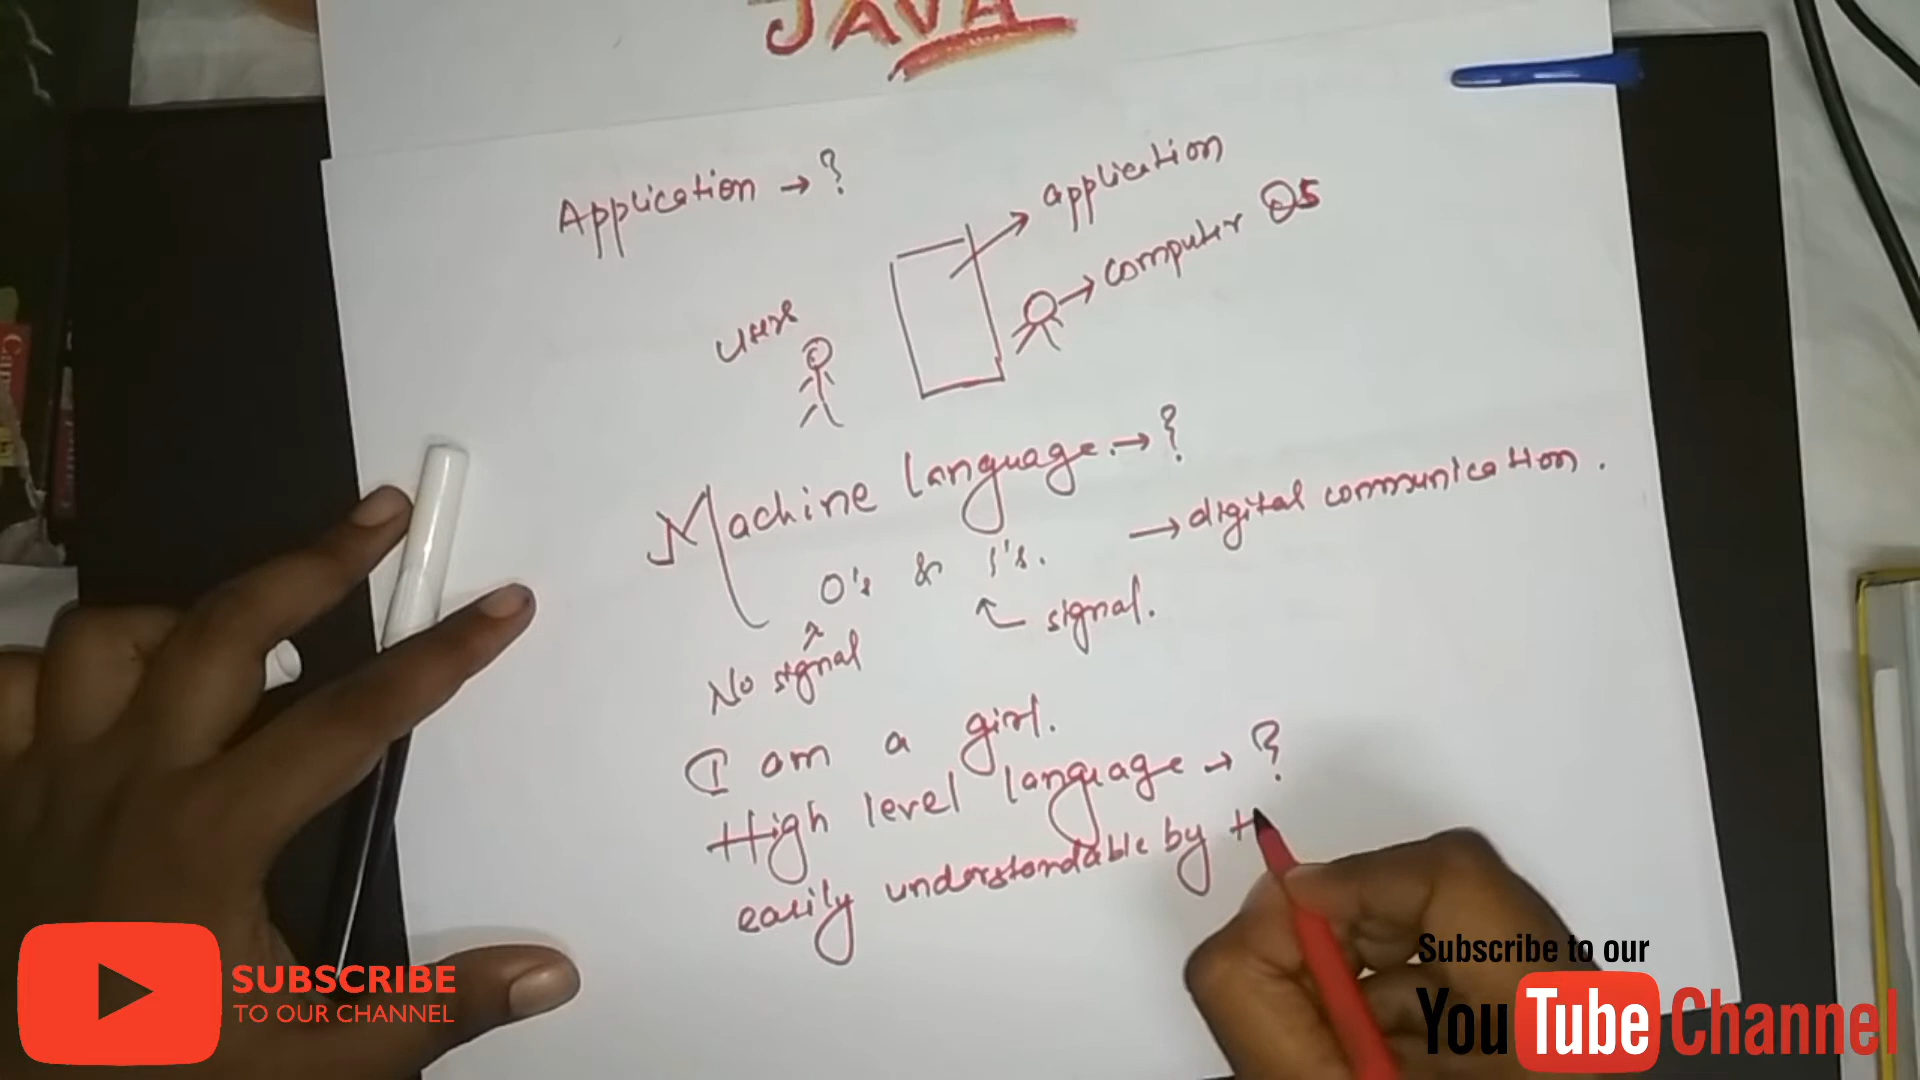 JAVA
Application → ?
application
computer OS
user
Machine language. → ?
→ digital communication.
0's & 1's.
signal.
No signal
I am a girl.
High level language → ?
easily understandable by H
SUBSCRIBE
TO OUR CHANNEL
Subscribe to our
YouTube Channel